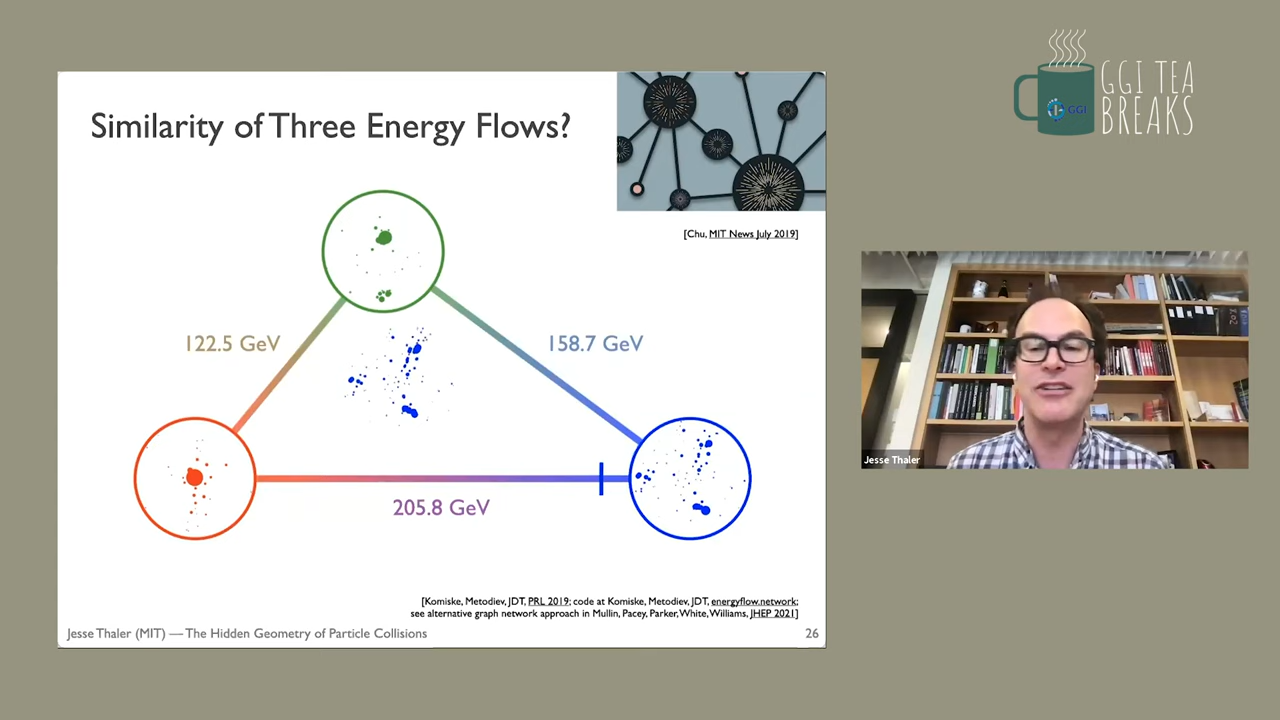 Similarity of Three Energy Flows?
[Chu, MIT News July 2019]
122.5 GeV
158.7 GeV
205.8 GeV
[Komiske, Metodiev, JDT, PRL 2019; code at Komiske, Metodiev, JDT, energyflow.network;
see alternative graph network approach in Mullin, Pacey, Parker, White, Williams, JHEP 2021]
Jesse Thaler (MIT) — The Hidden Geometry of Particle Collisions
26
GGI TEA
BREAKS
GGI
Jesse Thaler